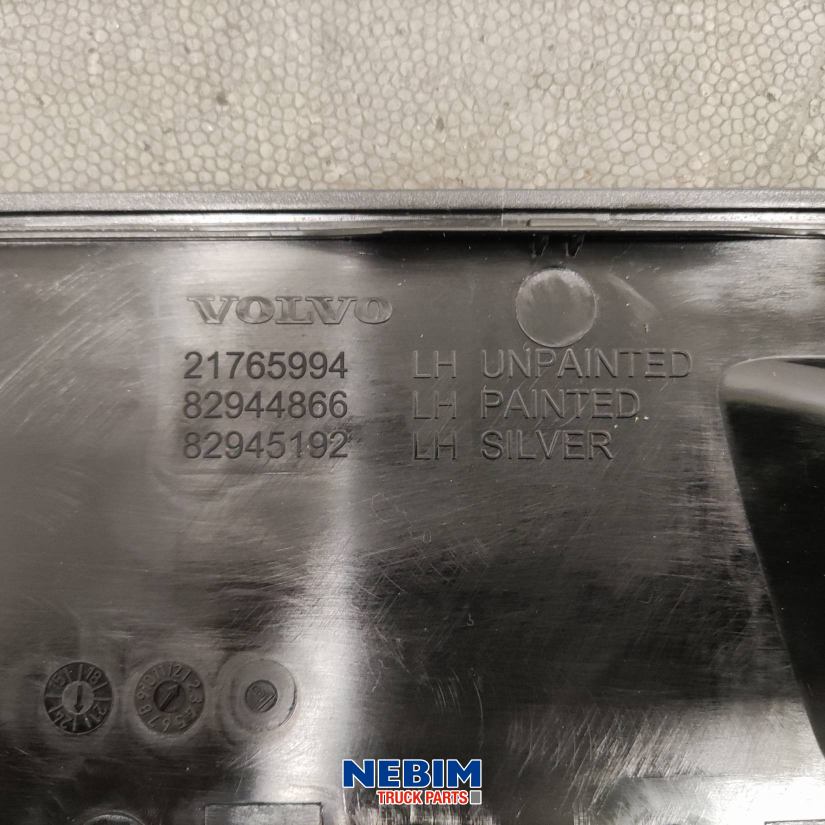 VOLVO
21765994 LH UNPAINTED
82944866 LH PAINTED
82945192 LH SILVER
NEBIM
TRUCK PARTS